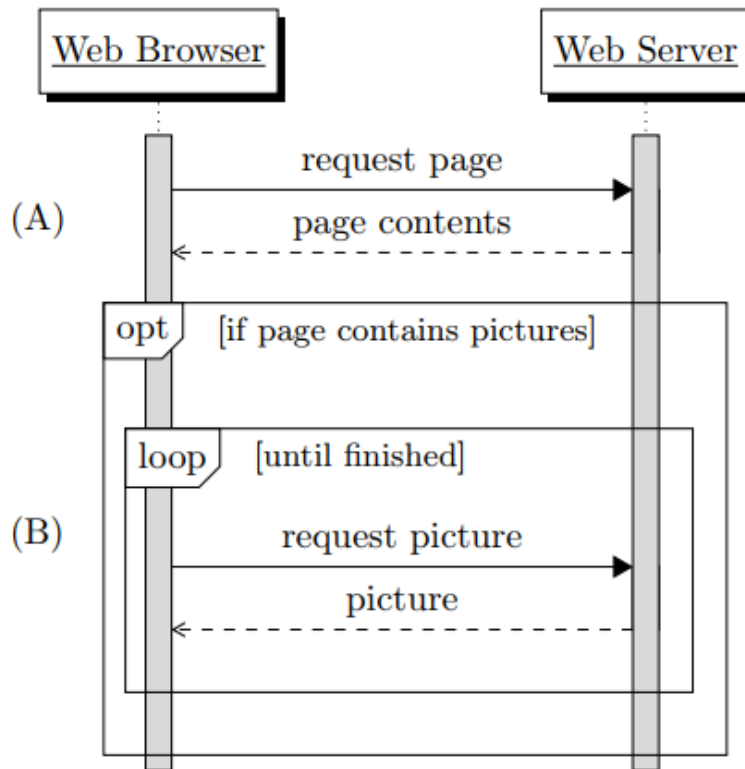 Web Browser
Web Server
request page
(A)
page contents
opt [if page contains pictures]
loop [until finished]
(B)
request picture
picture